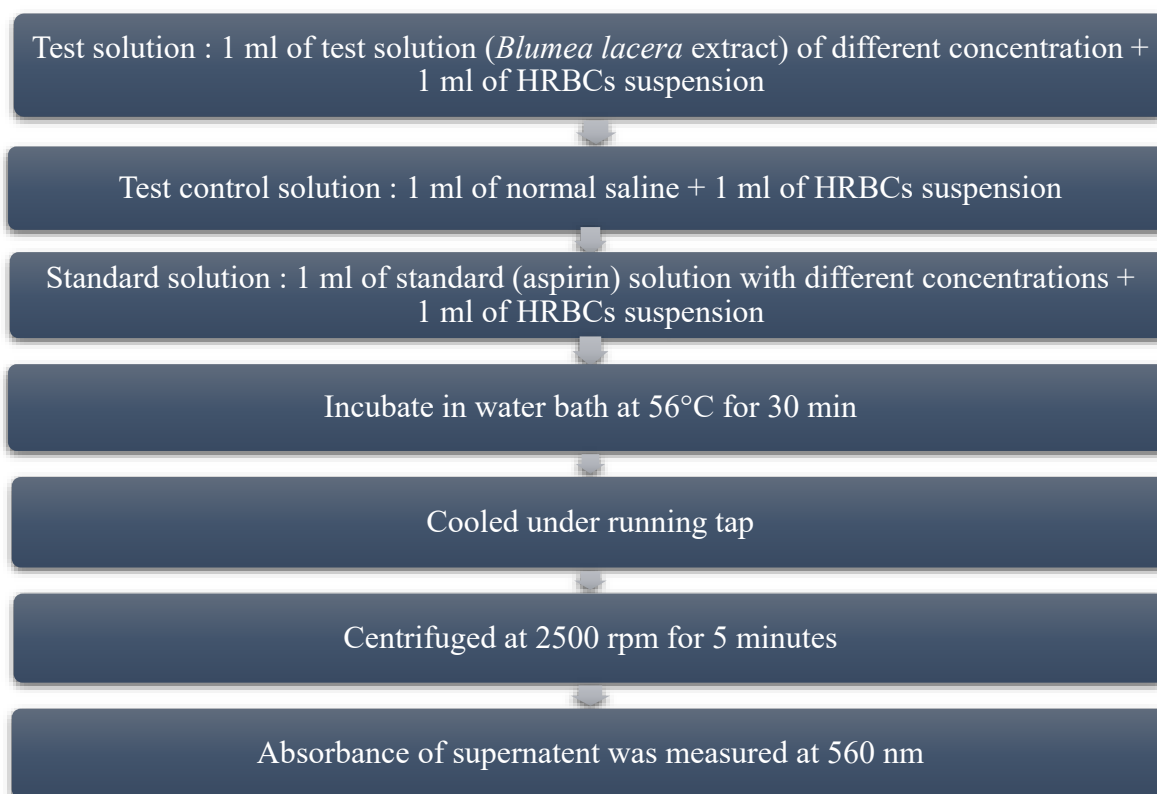 Test solution : 1 ml of test solution (Blumea lacera extract) of different concentration +
1 ml of HRBCs suspension
Test control solution : 1 ml of normal saline + 1 ml of HRBCs suspension
Standard solution : 1 ml of standard (aspirin) solution with different concentrations +
1 ml of HRBCs suspension
Incubate in water bath at 56°C for 30 min
Cooled under running tap
Centrifuged at 2500 rpm for 5 minutes
Absorbance of supernatent was measured at 560 nm